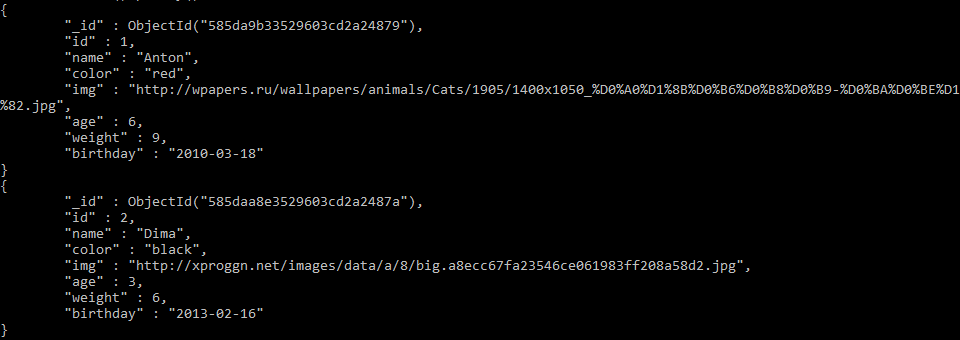 {
        "_id" : ObjectId("585da9b33529603cd2a24879"),
        "id" : 1,
        "name" : "Anton",
        "color" : "red",
        "img" : "http://wpapers.ru/wallpapers/animals/Cats/1905/1400x1050_%D0%A0%D1%8B%D0%B6%D0%B8%D0%B9-%D0%BA%D0%BE%D1
%82.jpg",
        "age" : 6,
        "weight" : 9,
        "birthday" : "2010-03-18"
}
{
        "_id" : ObjectId("585daa8e3529603cd2a2487a"),
        "id" : 2,
        "name" : "Dima",
        "color" : "black",
        "img" : "http://xproggn.net/images/data/a/8/big.a8ecc67fa23546ce061983ff208a58d2.jpg",
        "age" : 3,
        "weight" : 6,
        "birthday" : "2013-02-16"
}